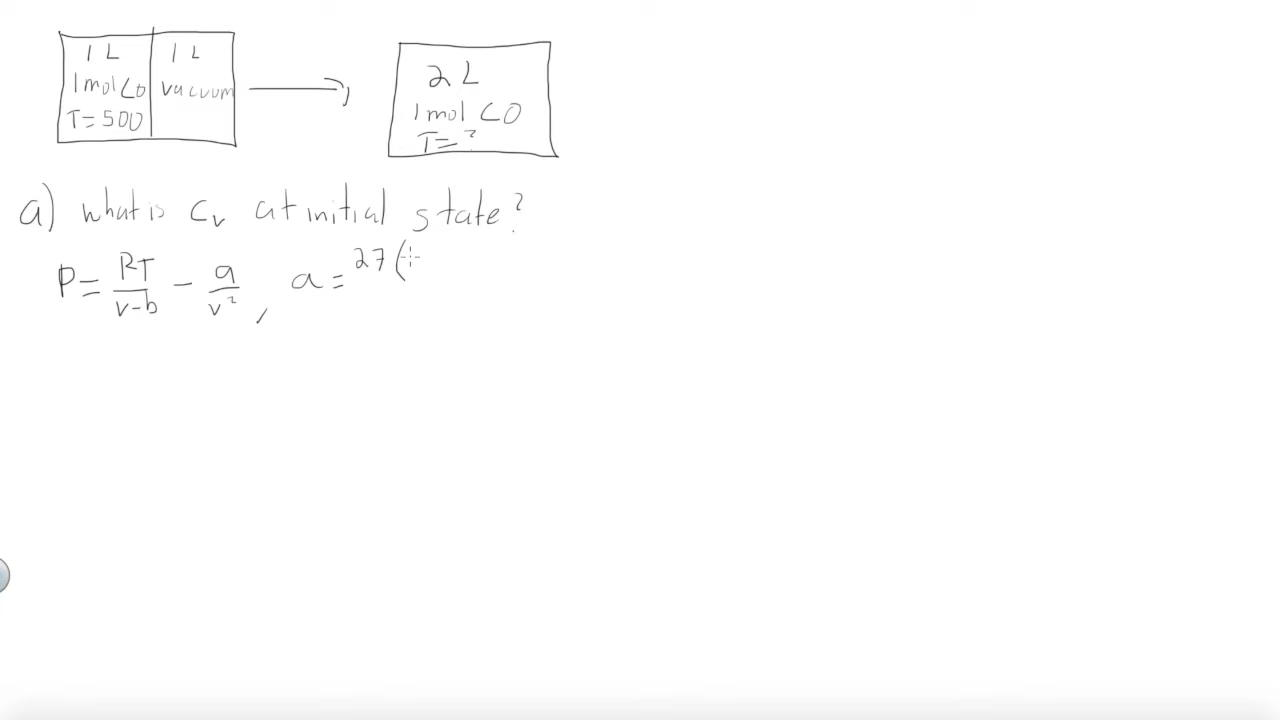 1 L 1 L
1 mol CO vacuum
T = 500
2 L
1 mol CO
T = ?
a) what is Cv at initial state?
P = RT/(v-b) - a/v², a = 27(